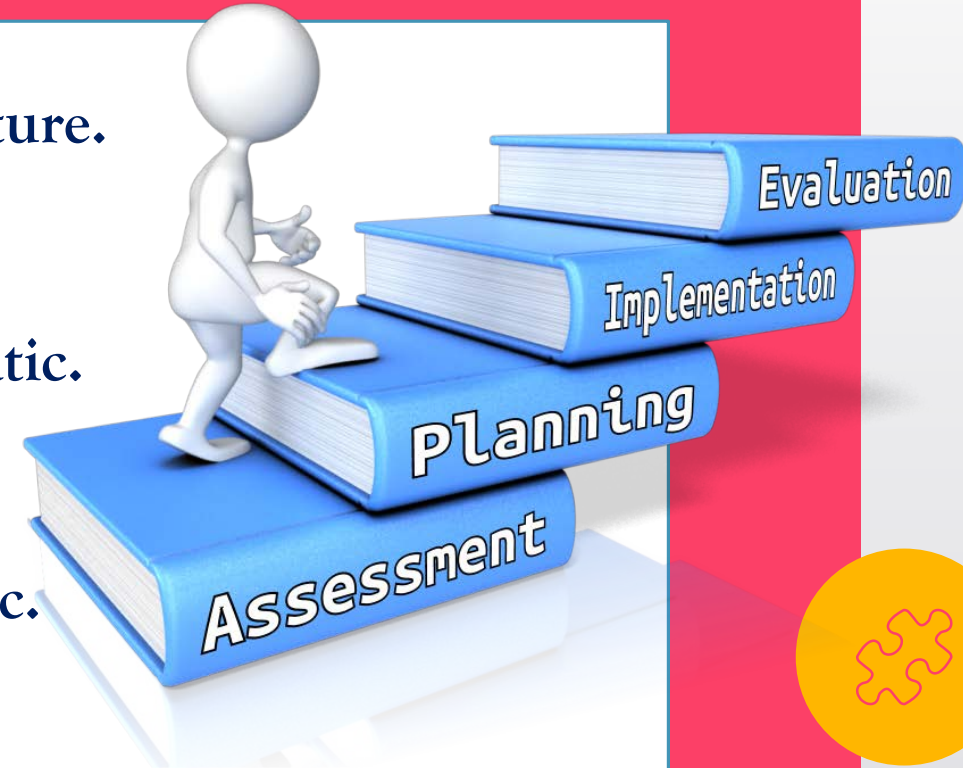 ture.
Evaluation
Implementation
tic.
Planning
Assessment
c.